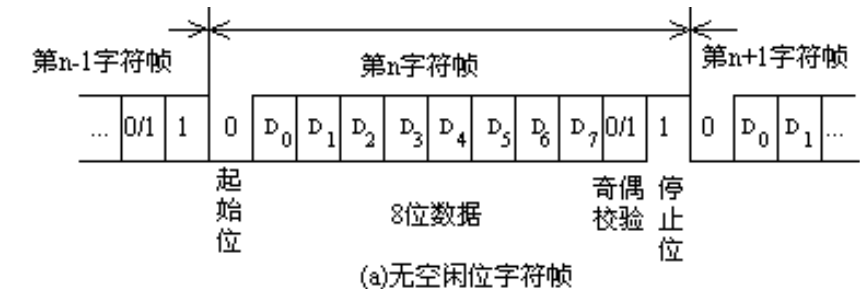 第n-1字符帧 第n字符帧 第n+1字符帧
... 0/1 1 0 D0 D1 D2 D3 D4 D5 D6 D7 0/1 1 0 D0 D1 ...
起始位 8位数据 奇偶校验 停止位
(a)无空闲位字符帧